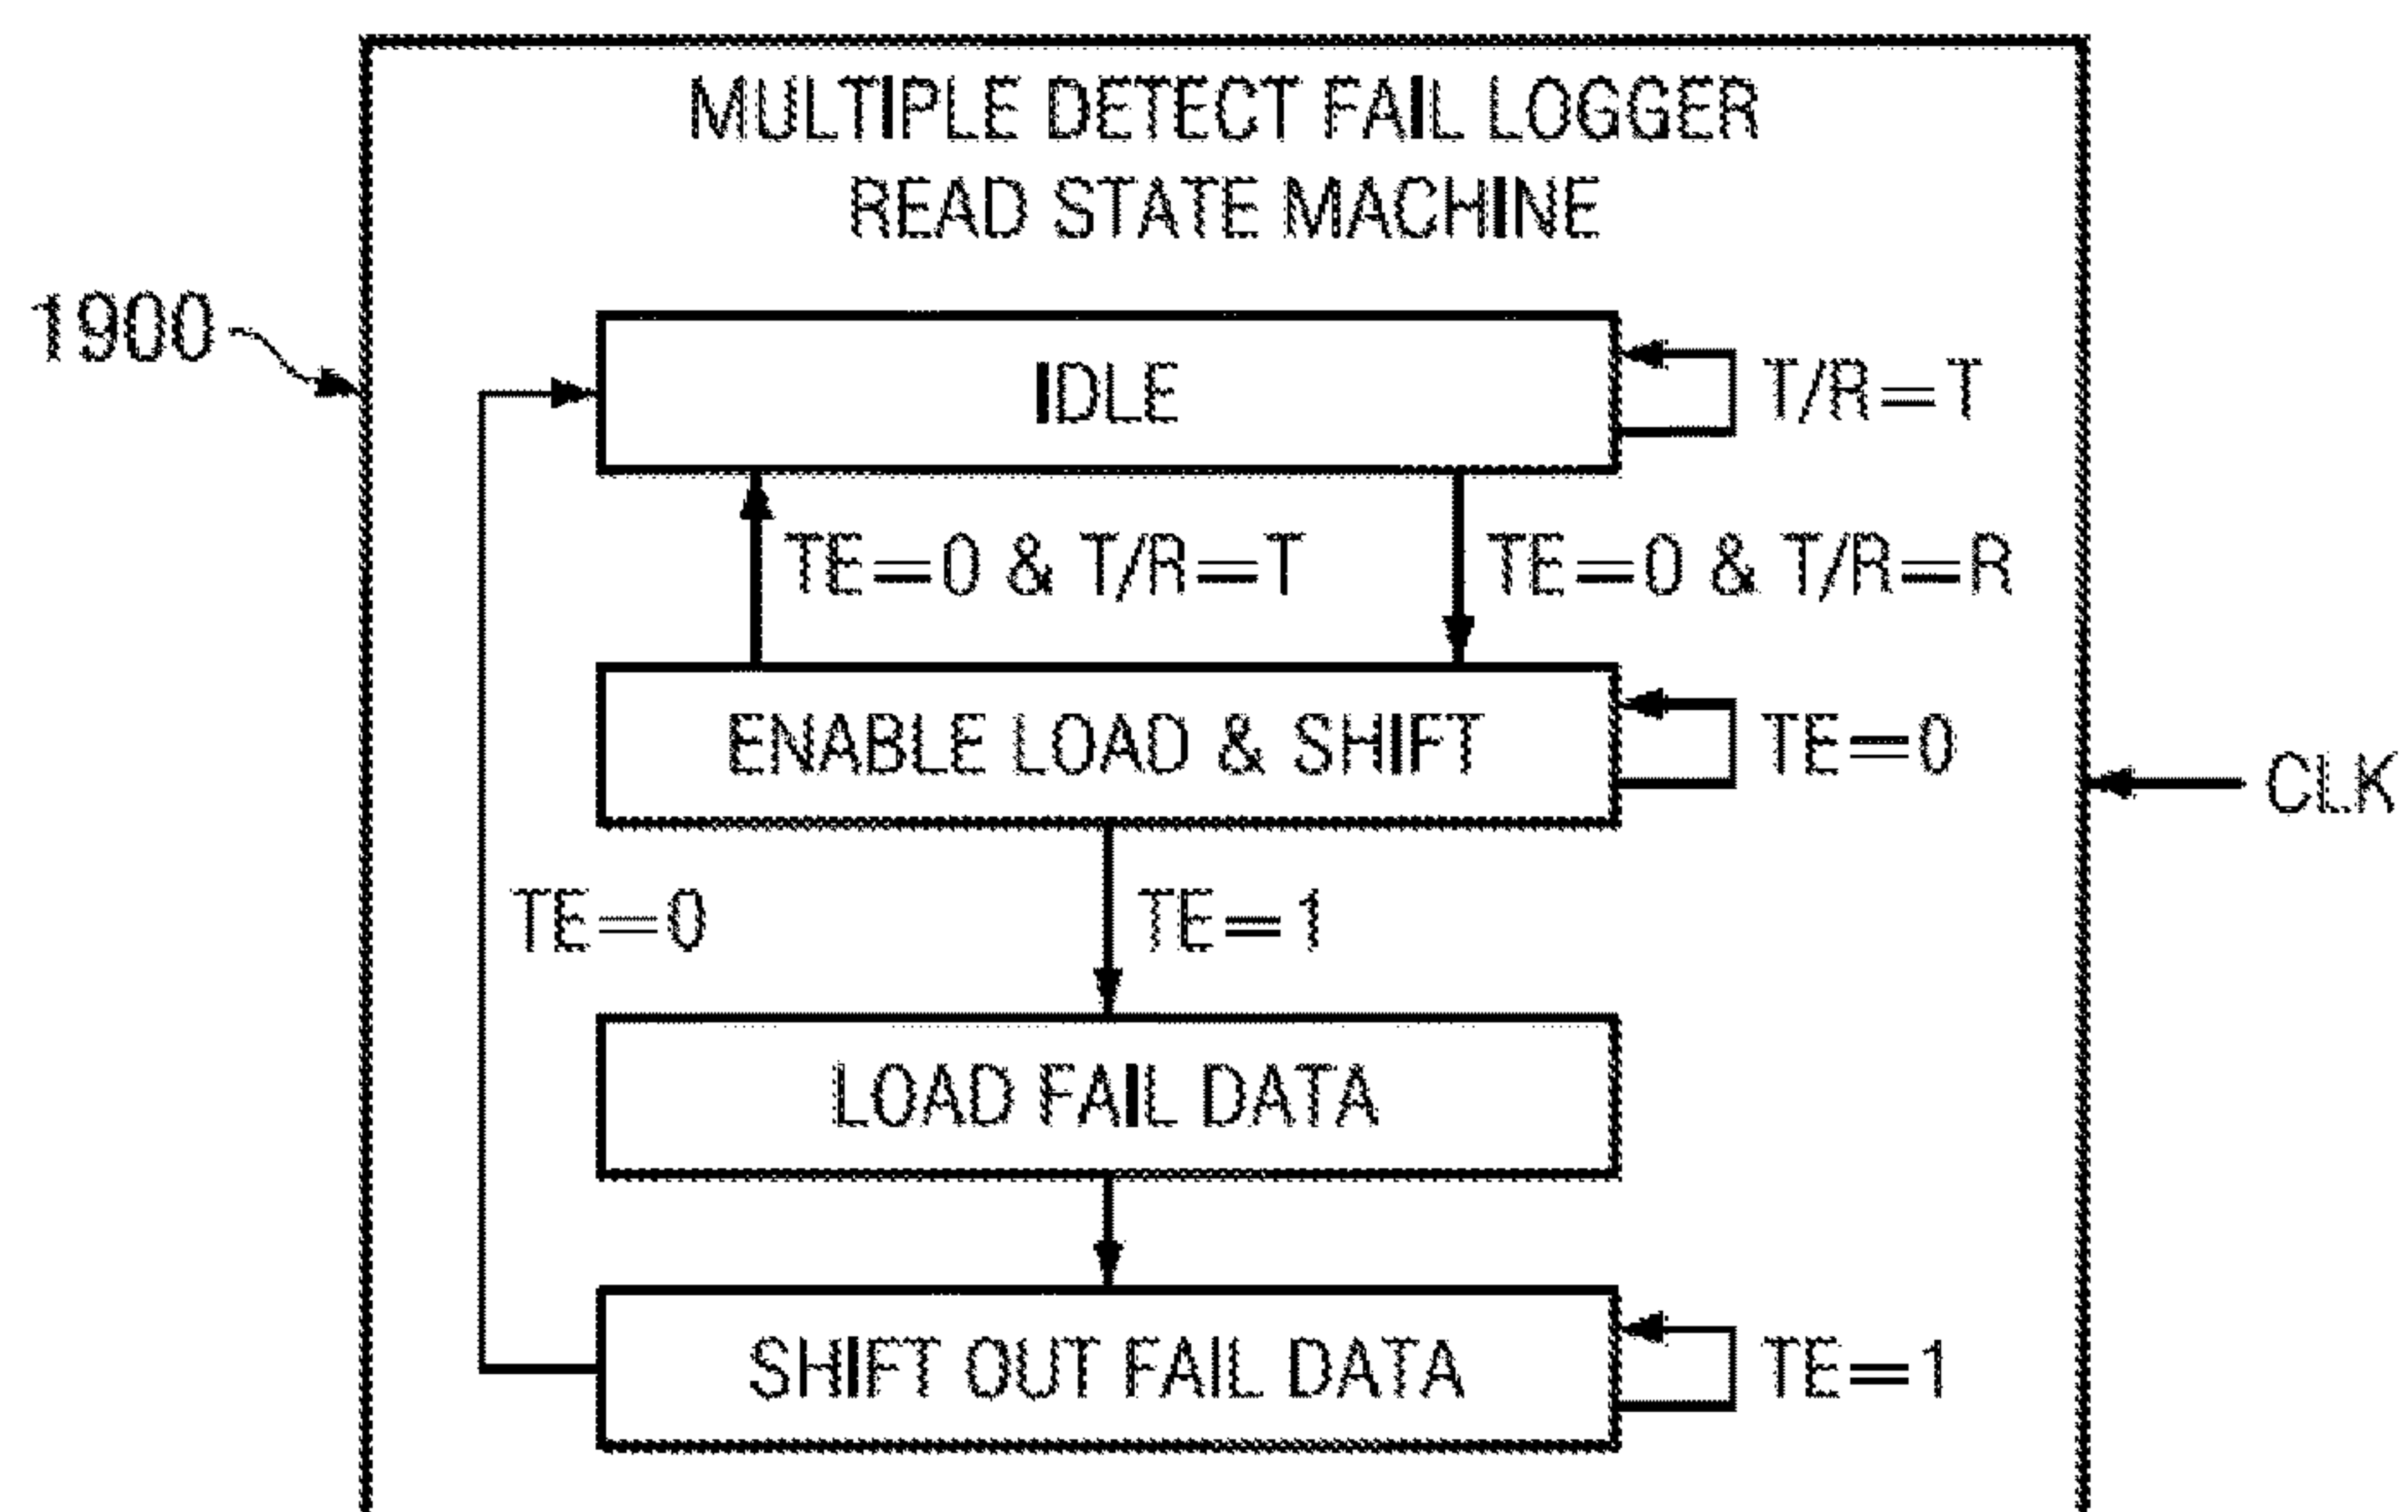 MULTIPLE DETECT FAIL LOGGER
READ STATE MACHINE
1900
IDLE
T/R=T
TE=0 & T/R=T
TE=0 & T/R=R
ENABLE LOAD & SHIFT
TE=0
CLK
TE=0
TE=1
LOAD FAIL DATA
SHIFT OUT FAIL DATA
TE=1